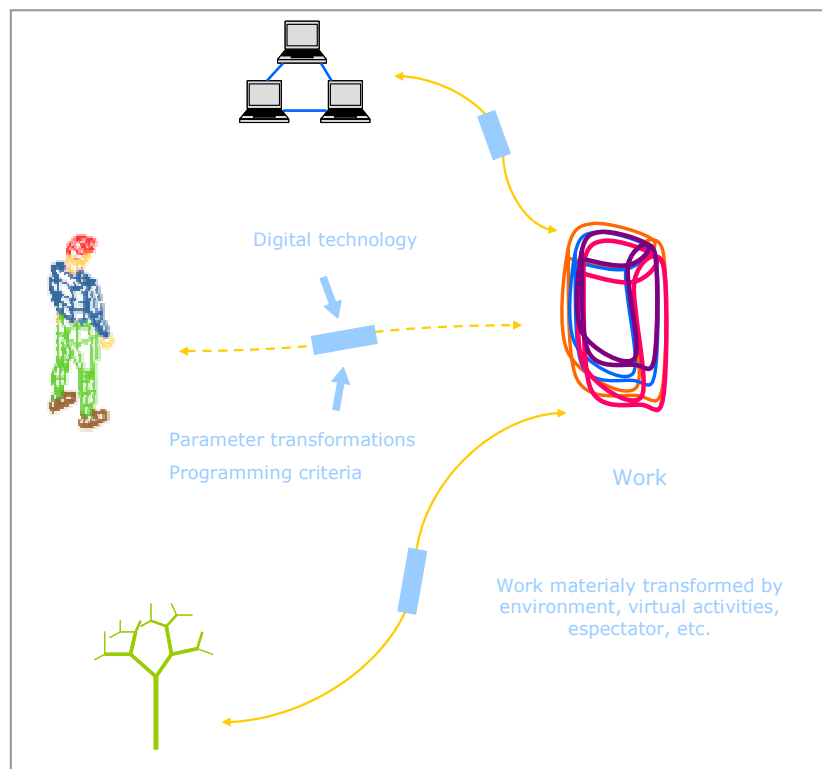 Digital technology
Parameter transformations
Programming criteria
Work
Work materialy transformed by
environment, virtual activities,
espectator, etc.